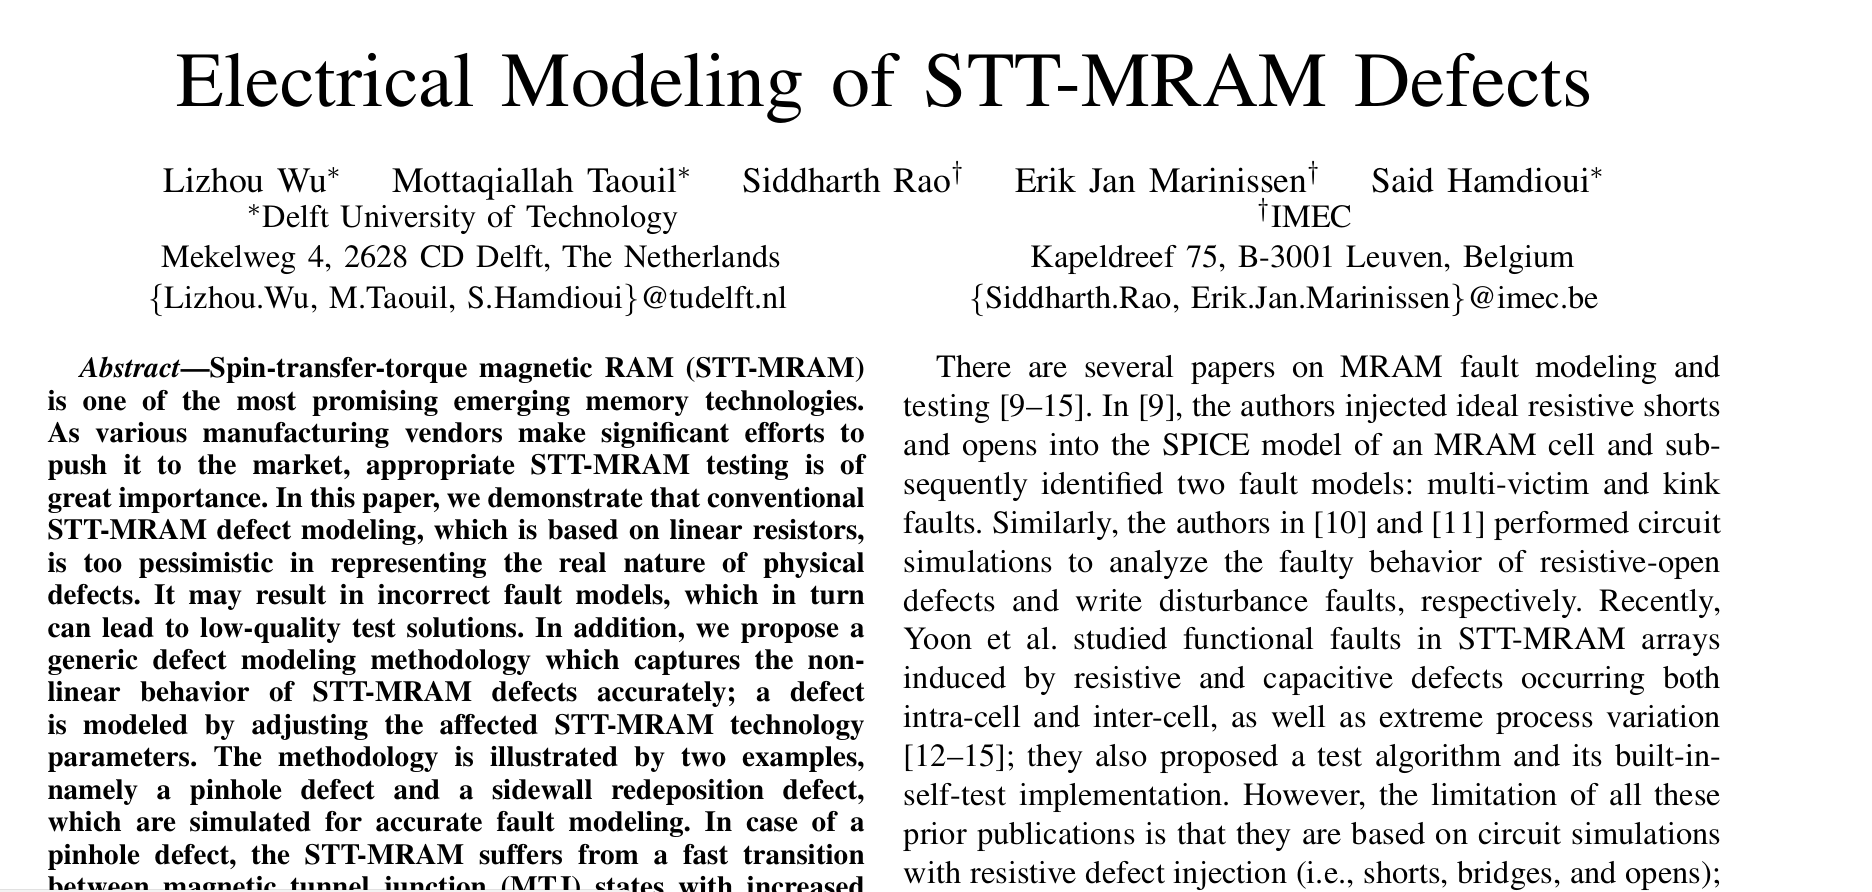 Electrical Modeling of STT-MRAM Defects
Lizhou Wu* Mottaqiallah Taouil* Siddharth Rao† Erik Jan Marinissen† Said Hamdioui*
*Delft University of Technology
Mekelweg 4, 2628 CD Delft, The Netherlands
{Lizhou.Wu, M.Taouil, S.Hamdioui}@tudelft.nl
†IMEC
Kapeldreef 75, B-3001 Leuven, Belgium
{Siddharth.Rao, Erik.Jan.Marinissen}@imec.be
Abstract—Spin-transfer-torque magnetic RAM (STT-MRAM)
is one of the most promising emerging memory technologies.
As various manufacturing vendors make significant efforts to
push it to the market, appropriate STT-MRAM testing is of
great importance. In this paper, we demonstrate that conventional
STT-MRAM defect modeling, which is based on linear resistors,
is too pessimistic in representing the real nature of physical
defects. It may result in incorrect fault models, which in turn
can lead to low-quality test solutions. In addition, we propose a
generic defect modeling methodology which captures the non-
linear behavior of STT-MRAM defects accurately; a defect
is modeled by adjusting the affected STT-MRAM technology
parameters. The methodology is illustrated by two examples,
namely a pinhole defect and a sidewall redeposition defect,
which are simulated for accurate fault modeling. In case of a
pinhole defect, the STT-MRAM suffers from a fast transition
between magnetic tunnel junction (MTJ) states with increased
There are several papers on MRAM fault modeling and
testing [9–15]. In [9], the authors injected ideal resistive shorts
and opens into the SPICE model of an MRAM cell and sub-
sequently identified two fault models: multi-victim and kink
faults. Similarly, the authors in [10] and [11] performed circuit
simulations to analyze the faulty behavior of resistive-open
defects and write disturbance faults, respectively. Recently,
Yoon et al. studied functional faults in STT-MRAM arrays
induced by resistive and capacitive defects occurring both
intra-cell and inter-cell, as well as extreme process variation
[12–15]; they also proposed a test algorithm and its built-in-
self-test implementation. However, the limitation of all these
prior publications is that they are based on circuit simulations
with resistive defect injection (i.e., shorts, bridges, and opens);